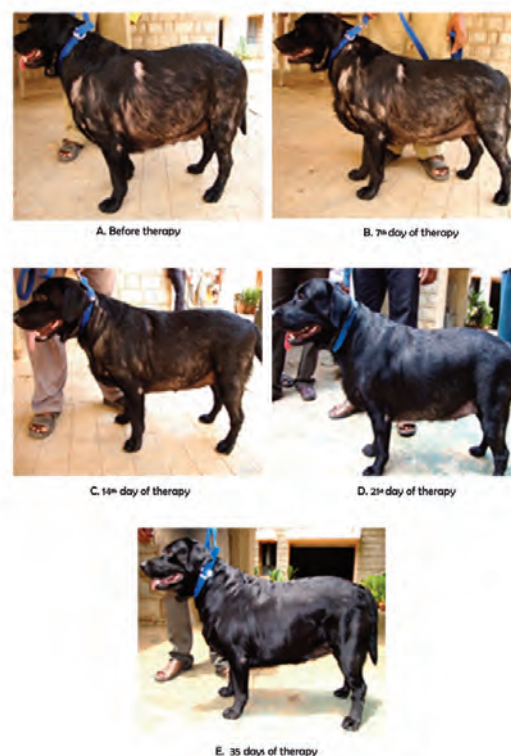 A. Before therapy
B. 7th day of therapy
C. 14th day of therapy
D. 21st day of therapy
E. 35 days of therapy